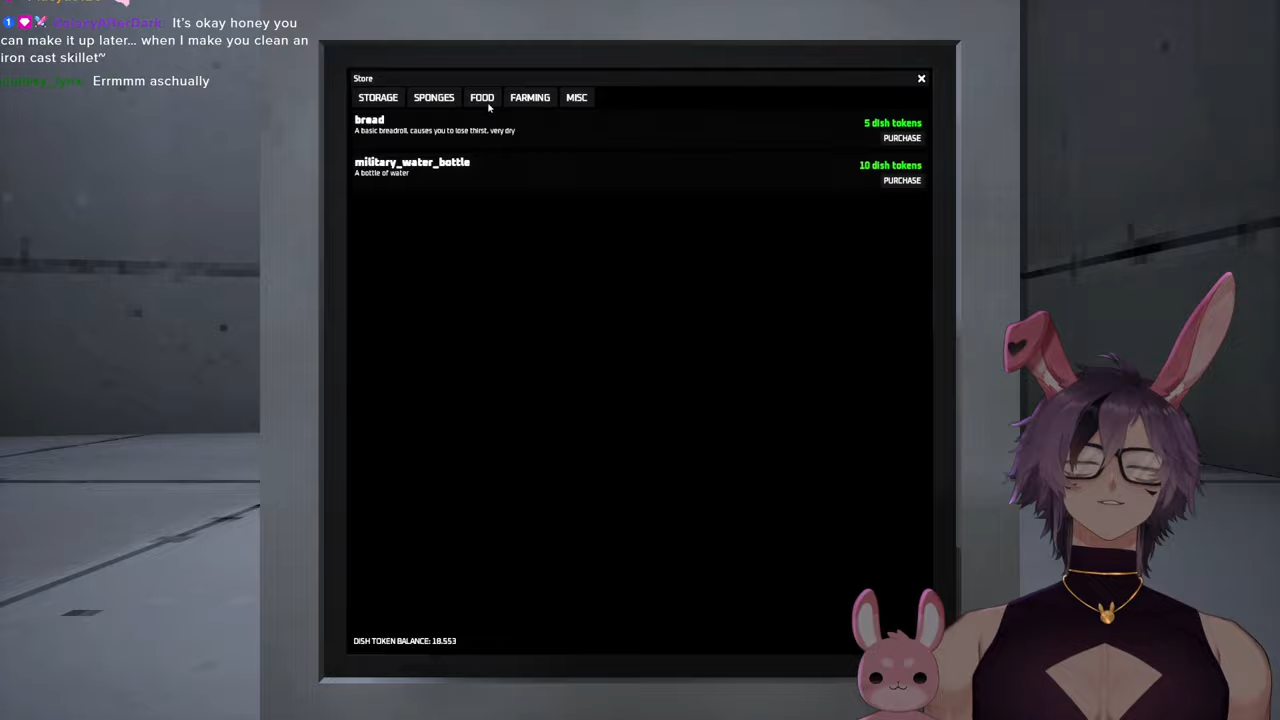 It's okay honey you
can make it up later... when I make you clean an
iron cast skillet~
Errmmm aschually
Store
STORAGE SPONGES FOOD FARMING MISC
bread
A basic breadroll, causes you to lose thirst, very dry
5 dish tokens
PURCHASE
military_water_bottle
A bottle of water
10 dish tokens
PURCHASE
DISH TOKEN BALANCE: 18.553